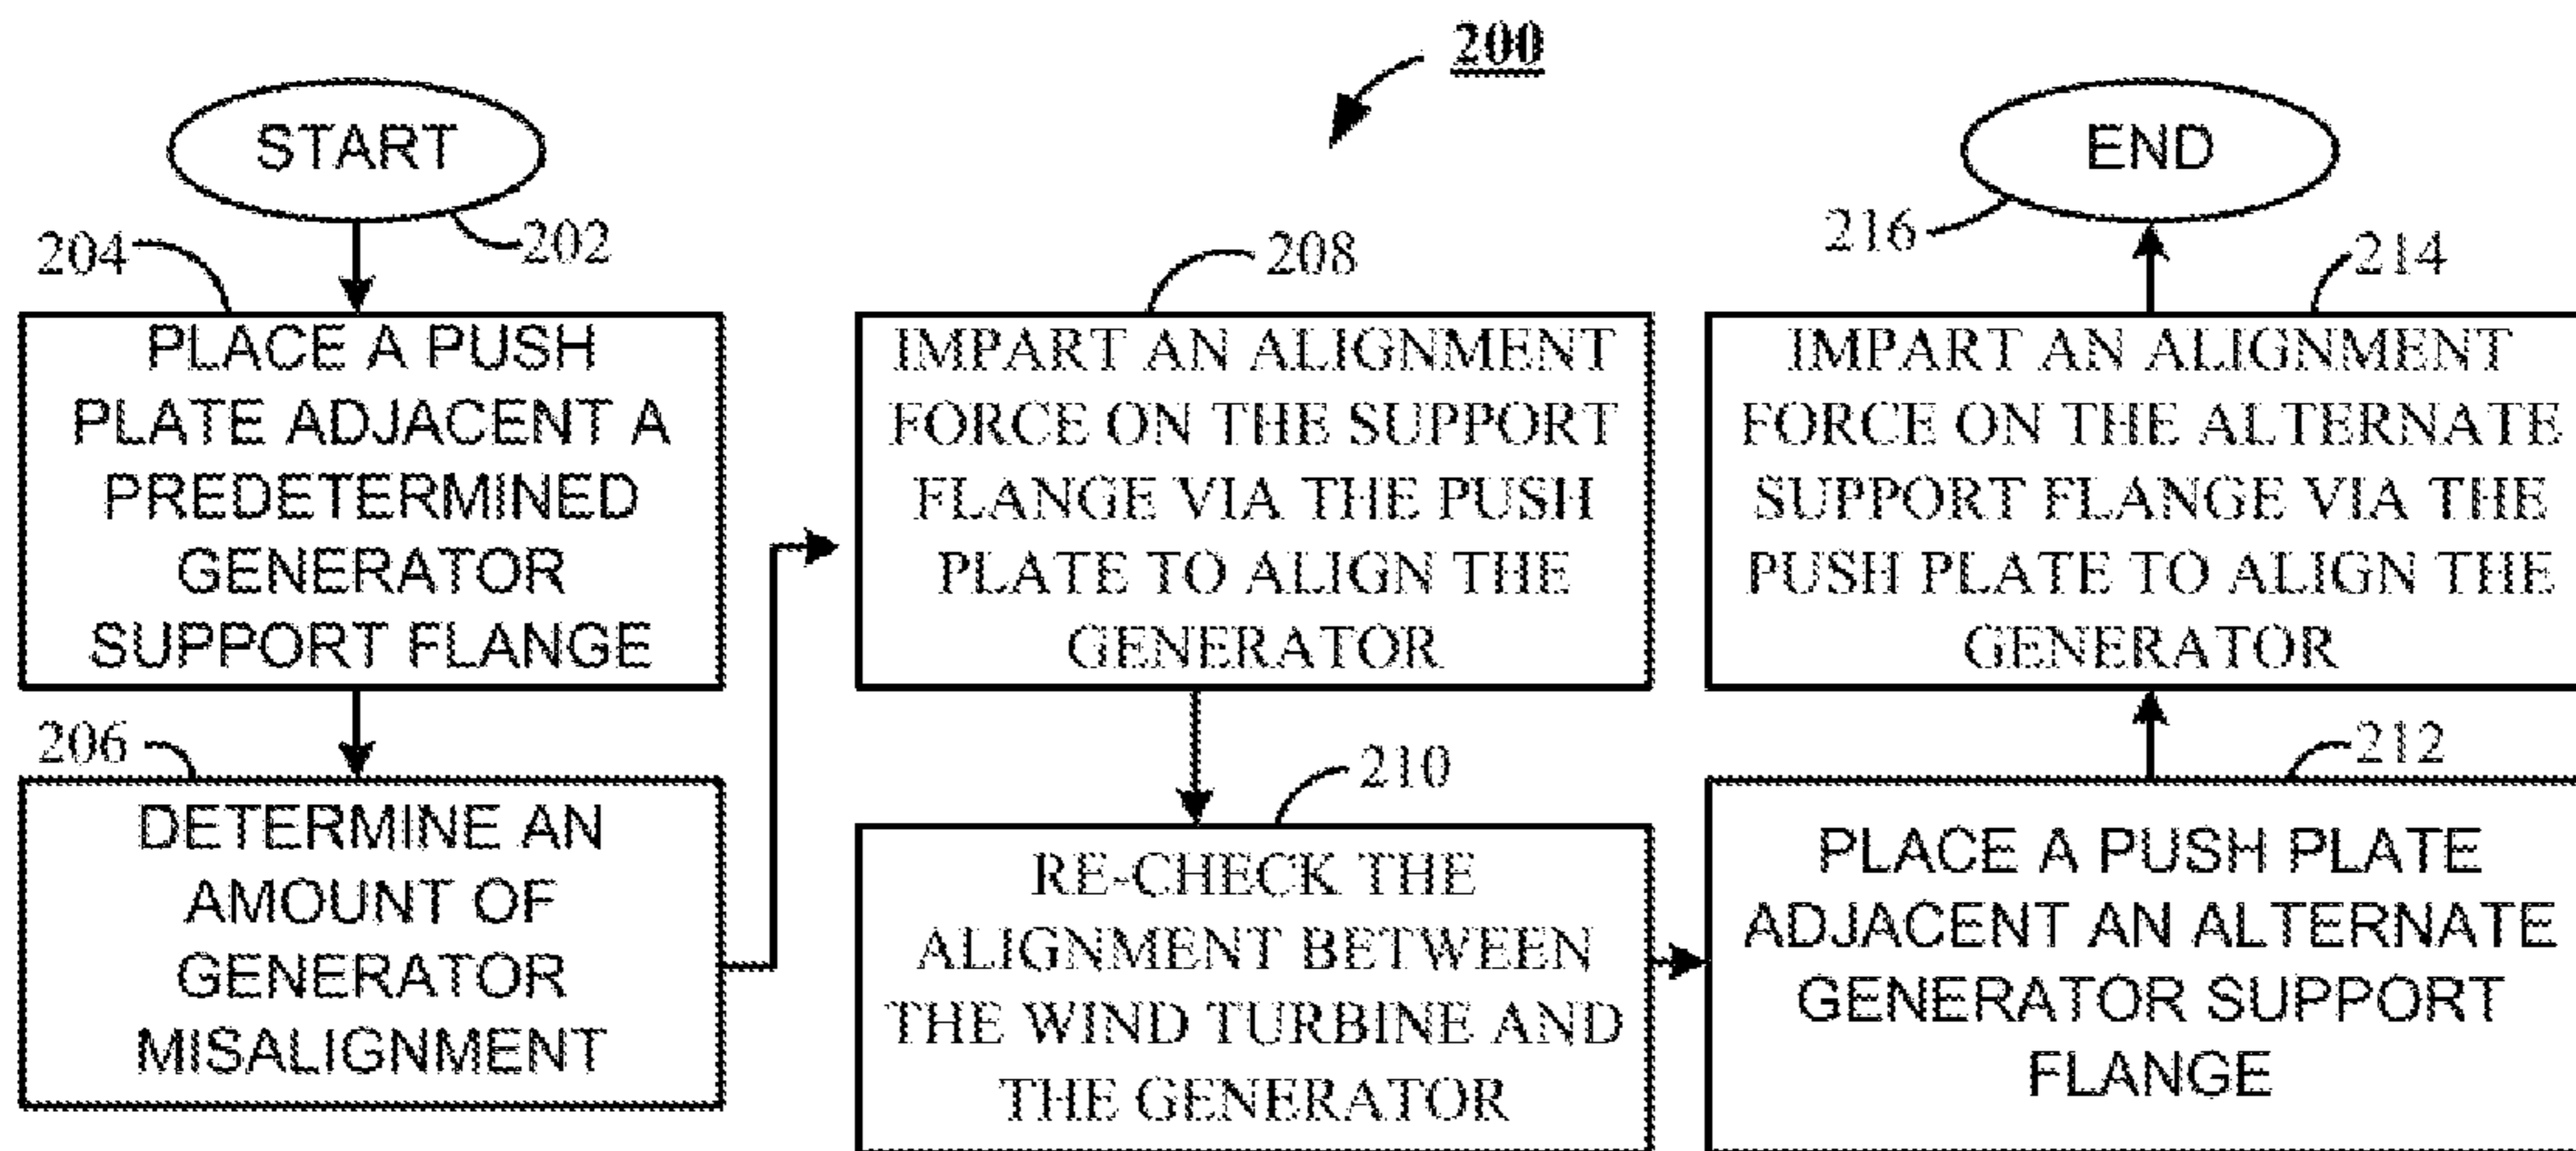 200
START
202
204
PLACE A PUSH
PLATE ADJACENT A
PREDETERMINED
GENERATOR
SUPPORT FLANGE
206
DETERMINE AN
AMOUNT OF
GENERATOR
MISALIGNMENT
208
IMPART AN ALIGNMENT
FORCE ON THE SUPPORT
FLANGE VIA THE PUSH
PLATE TO ALIGN THE
GENERATOR
210
RE-CHECK THE
ALIGNMENT BETWEEN
THE WIND TURBINE AND
THE GENERATOR
212
PLACE A PUSH PLATE
ADJACENT AN ALTERNATE
GENERATOR SUPPORT
FLANGE
214
IMPART AN ALIGNMENT
FORCE ON THE ALTERNATE
SUPPORT FLANGE VIA THE
PUSH PLATE TO ALIGN THE
GENERATOR
END
216